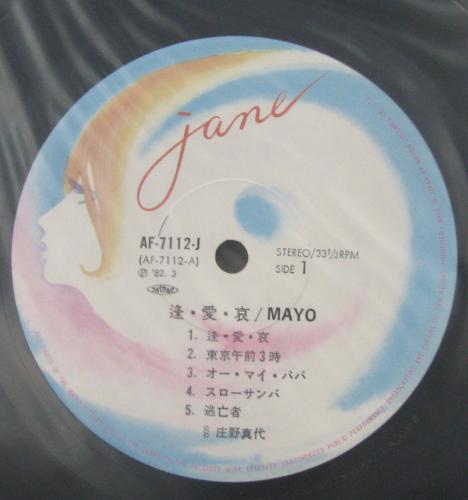 jane
AF-7112-J
(AF-7112-A)
Ⓟ '82. 3
STEREO/33⅓RPM
SIDE 1
逢・愛・哀/MAYO
1. 逢・愛・哀
2. 東京午前3時
3. オー・マイ・パパ
4. スローサンバ
5. 逃亡者
§ 庄野真代